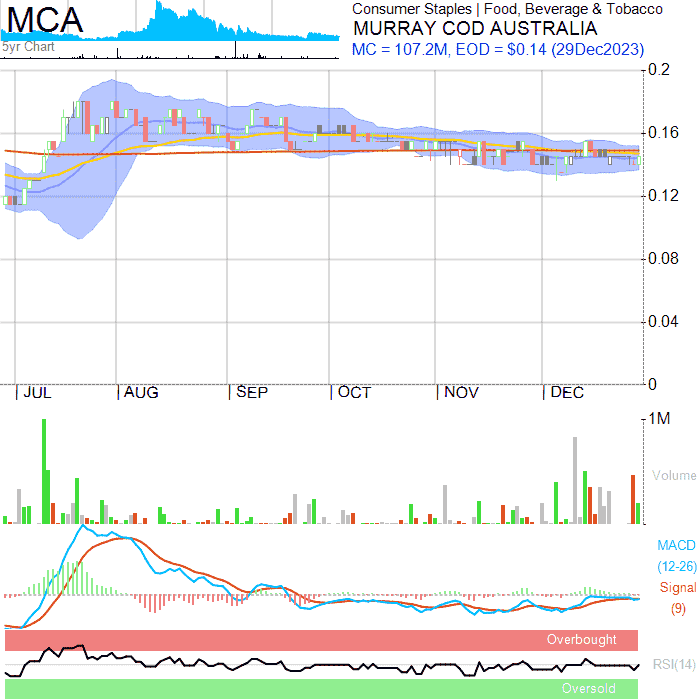 MCA
5yr Chart
Consumer Staples | Food, Beverage & Tobacco
MURRAY COD AUSTRALIA
MC = 107.2M, EOD = $0.14 (29Dec2023)
0.2
0.16
0.12
0.08
0.04
0
JUL AUG SEP OCT NOV DEC
1M
Volume
MACD
(12-26)
Signal
(9)
Overbought
RSI(14)
Oversold